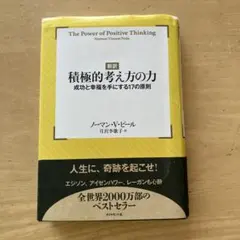 The Power of Positive Thinking
Norman Vincent Peale
新訳
積極的考え方の力
成功と幸福を手にする17の原則
ノーマン・V・ピール
月沢李歌子 訳
人生に、奇跡を起こせ!
エジソン、アイゼンハワー、レーガンも心酔
全世界2000万部の
ベストセラー
ダイヤモンド社